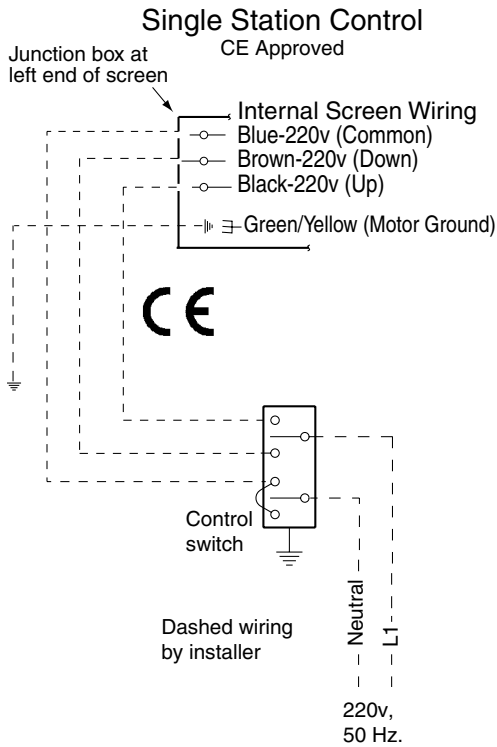 Single Station Control
CE Approved
Junction box at
left end of screen
Internal Screen Wiring
Blue-220v (Common)
Brown-220v (Down)
Black-220v (Up)
Green/Yellow (Motor Ground)
CE
Control
switch
Neutral
L1
Dashed wiring
by installer
220v,
50 Hz.